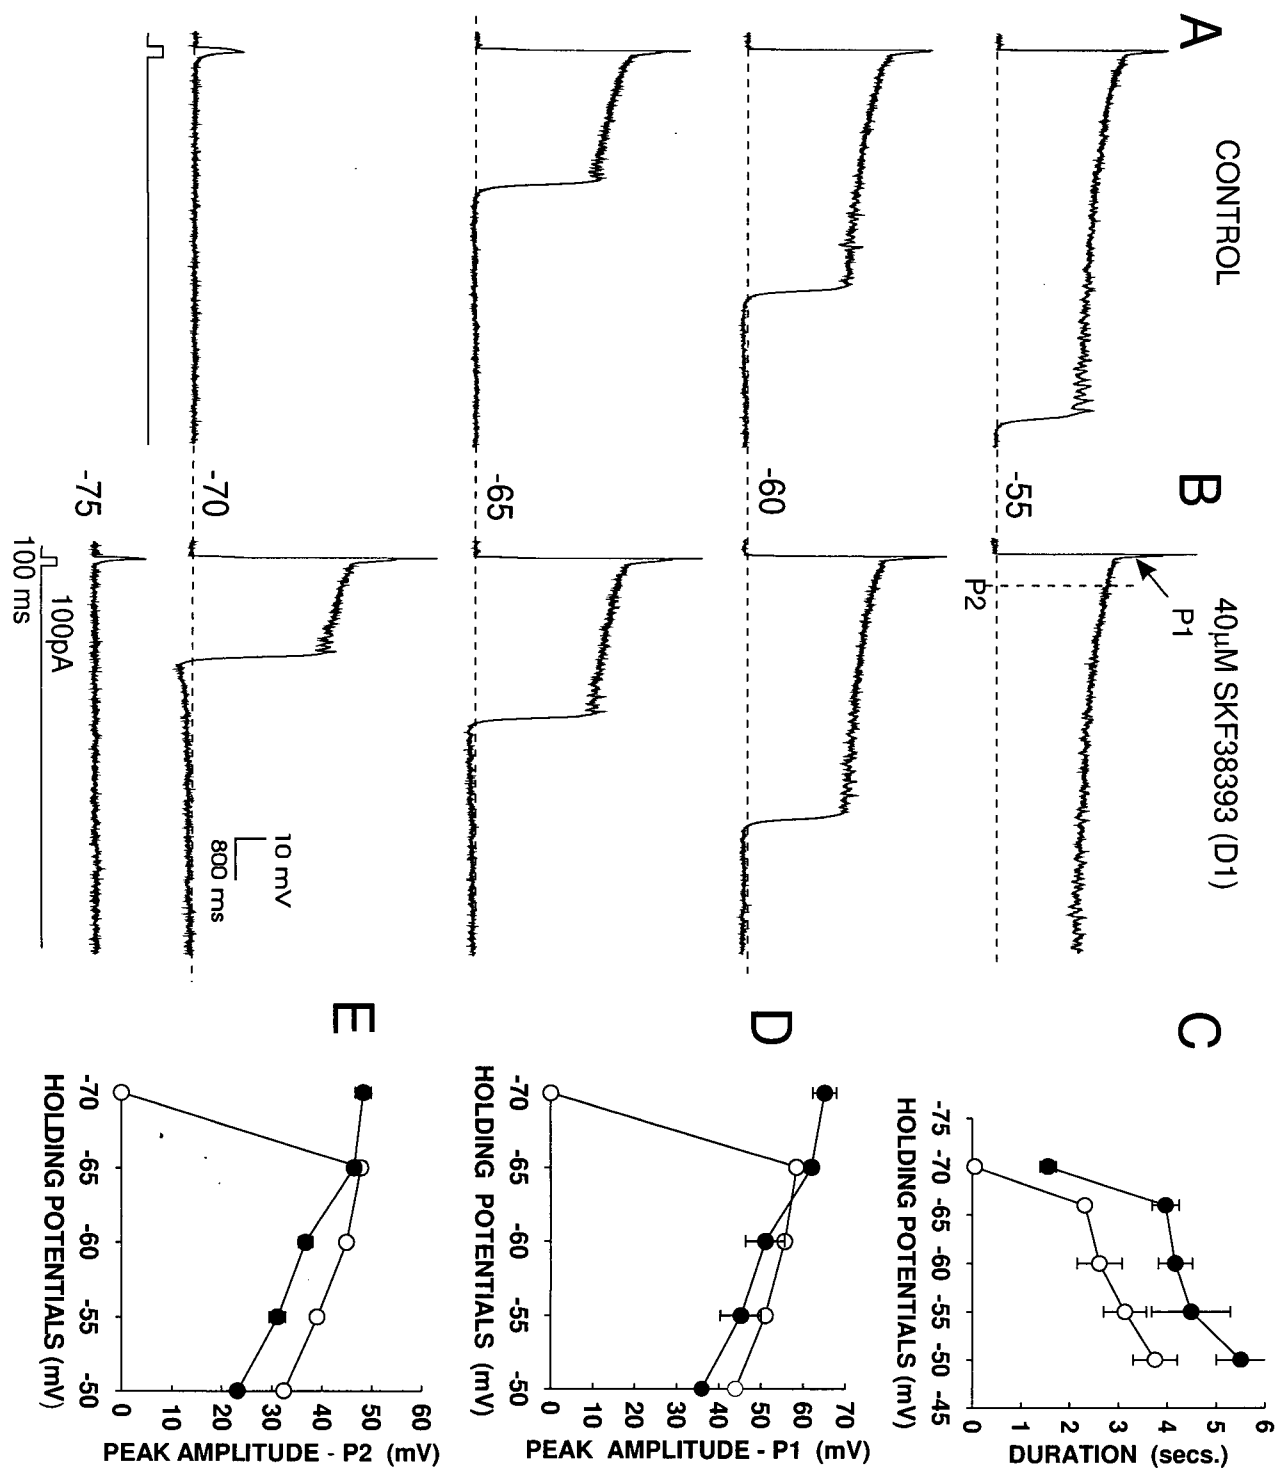 A
CONTROL
B
40µM SKF38393 (D1)
-55
P1
P2
-60
-65
-70
-75
10 mV
800 ms
100pA
100 ms
C
6
5
4
3
2
1
0
DURATION (secs.)
-75
-70
-65
-60
-55
-50
-45
HOLDING POTENTIALS (mV)
D
70
60
50
40
30
20
10
0
PEAK AMPLITUDE - P1 (mV)
-70
-65
-60
-55
-50
HOLDING POTENTIALS (mV)
E
60
50
40
30
20
10
0
PEAK AMPLITUDE - P2 (mV)
-70
-65
-60
-55
-50
HOLDING POTENTIALS (mV)